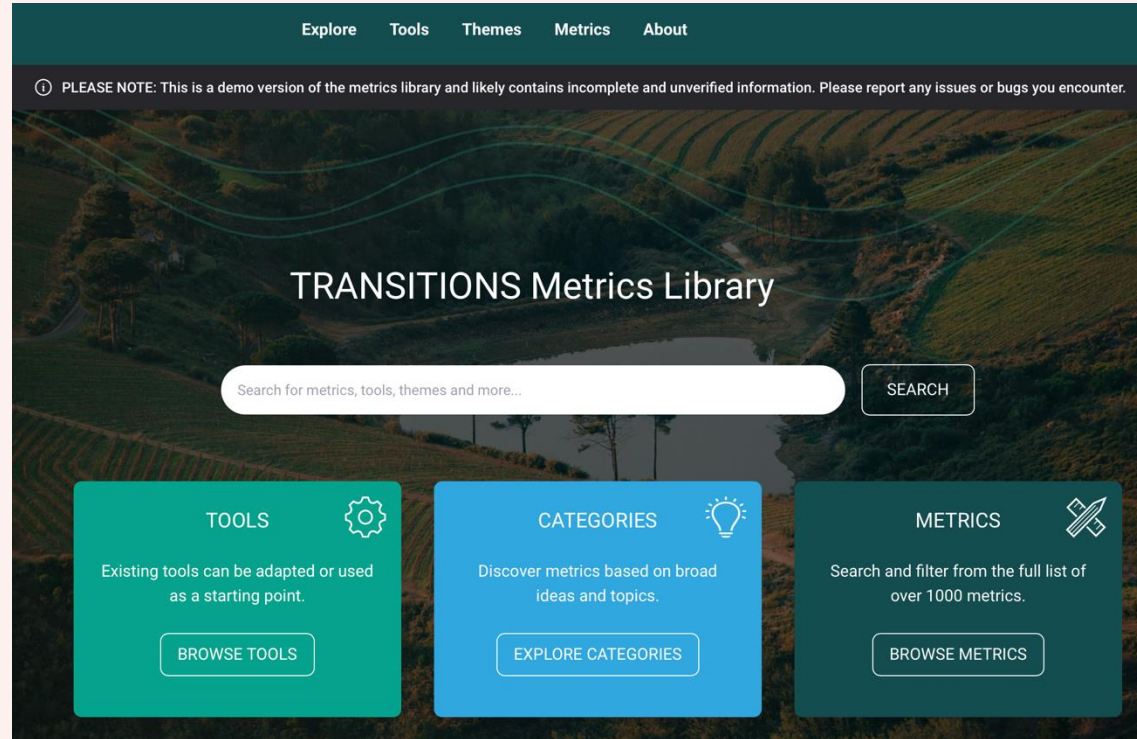 Explore Tools Themes Metrics About
PLEASE NOTE: This is a demo version of the metrics library and likely contains incomplete and unverified information. Please report any issues or bugs you encounter.
TRANSITIONS Metrics Library
Search for metrics, tools, themes and more...
SEARCH
TOOLS
Existing tools can be adapted or used
as a starting point.
BROWSE TOOLS
CATEGORIES
Discover metrics based on broad
ideas and topics.
EXPLORE CATEGORIES
METRICS
Search and filter from the full list of
over 1000 metrics.
BROWSE METRICS